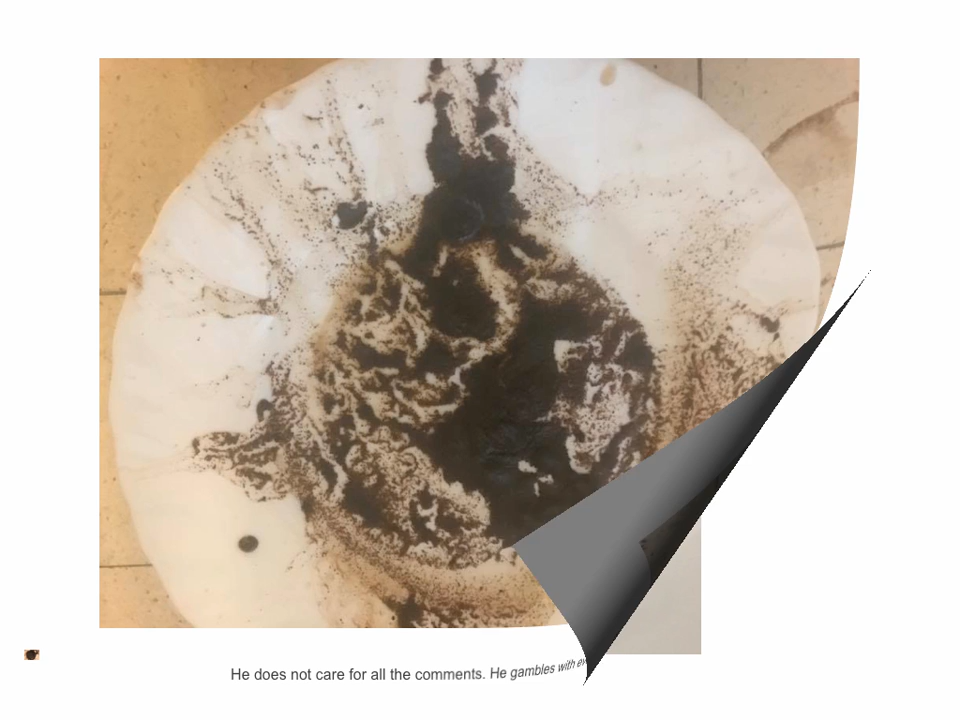 He does not care for all the comments. He gambles with